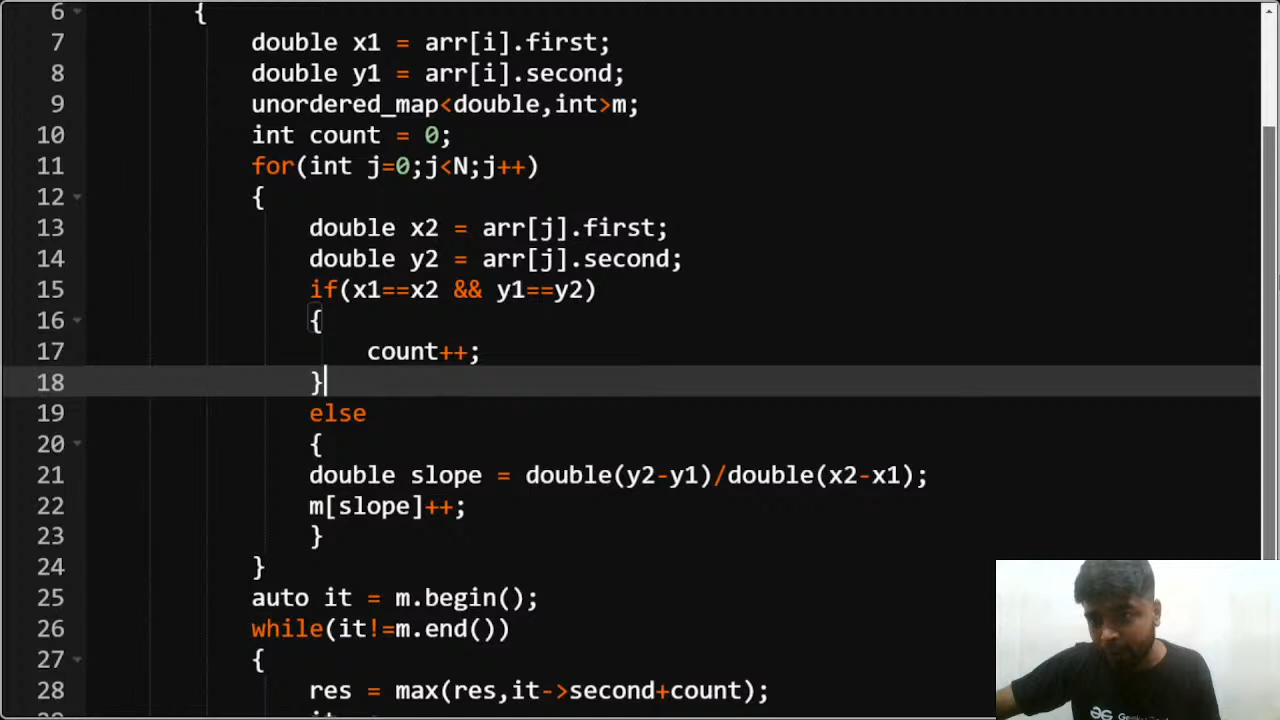 6 {
7 double x1 = arr[i].first;
8 double y1 = arr[i].second;
9 unordered_map<double,int>m;
10 int count = 0;
11 for(int j=0;j<N;j++)
12 {
13 double x2 = arr[j].first;
14 double y2 = arr[j].second;
15 if(x1==x2 && y1==y2)
16 {
17 count++;
18 }
19 else
20 {
21 double slope = double(y2-y1)/double(x2-x1);
22 m[slope]++;
23 }
24 }
25 auto it = m.begin();
26 while(it!=m.end())
27 {
28 res = max(res,it->second+count);